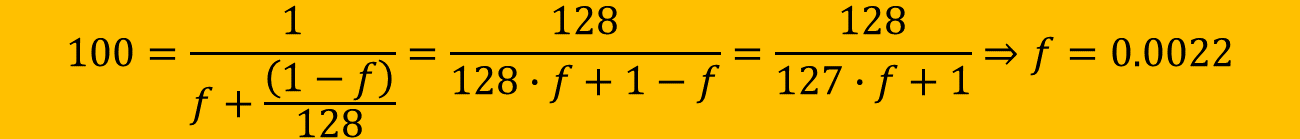 100 = 1 / (f + (1 − f) / 128) = 128 / (128 · f + 1 − f) = 128 / (127 · f + 1) ⇒ f = 0.0022